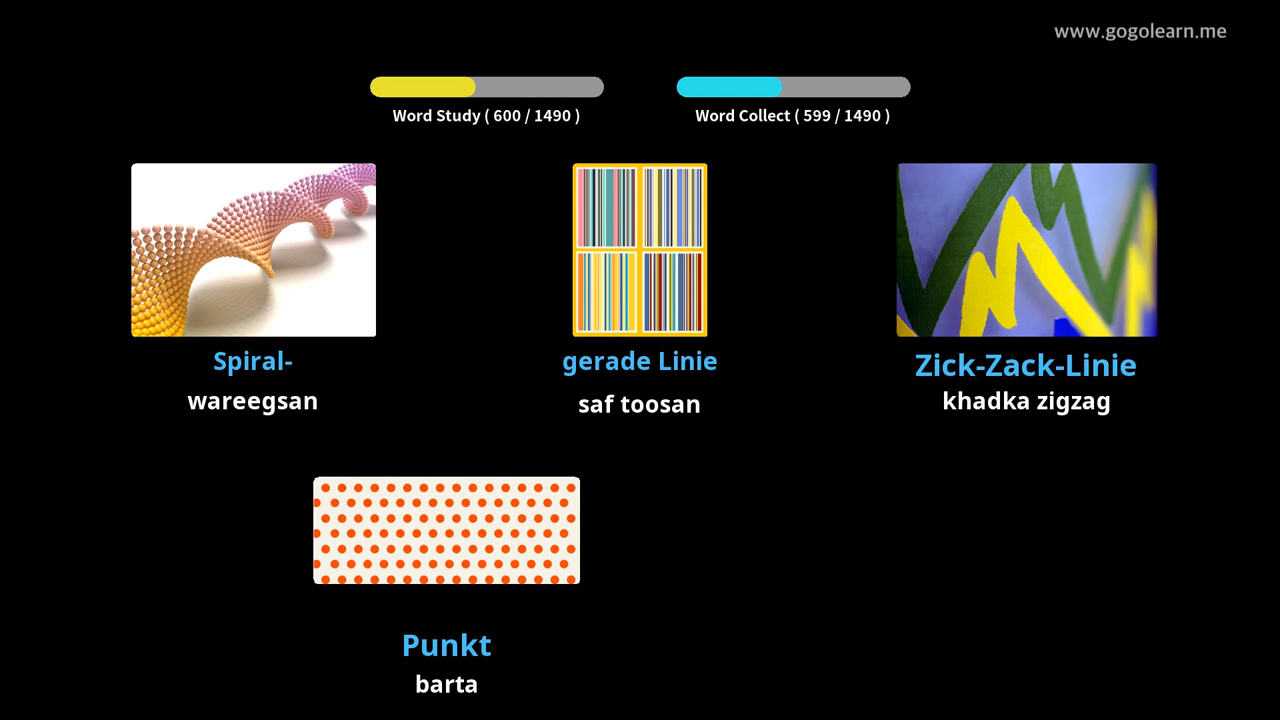 www.gogolearn.me
Word Study ( 600 / 1490 )
Word Collect ( 599 / 1490 )
Spiral-
wareegsan
gerade Linie
saf toosan
Zick-Zack-Linie
khadka zigzag
Punkt
barta